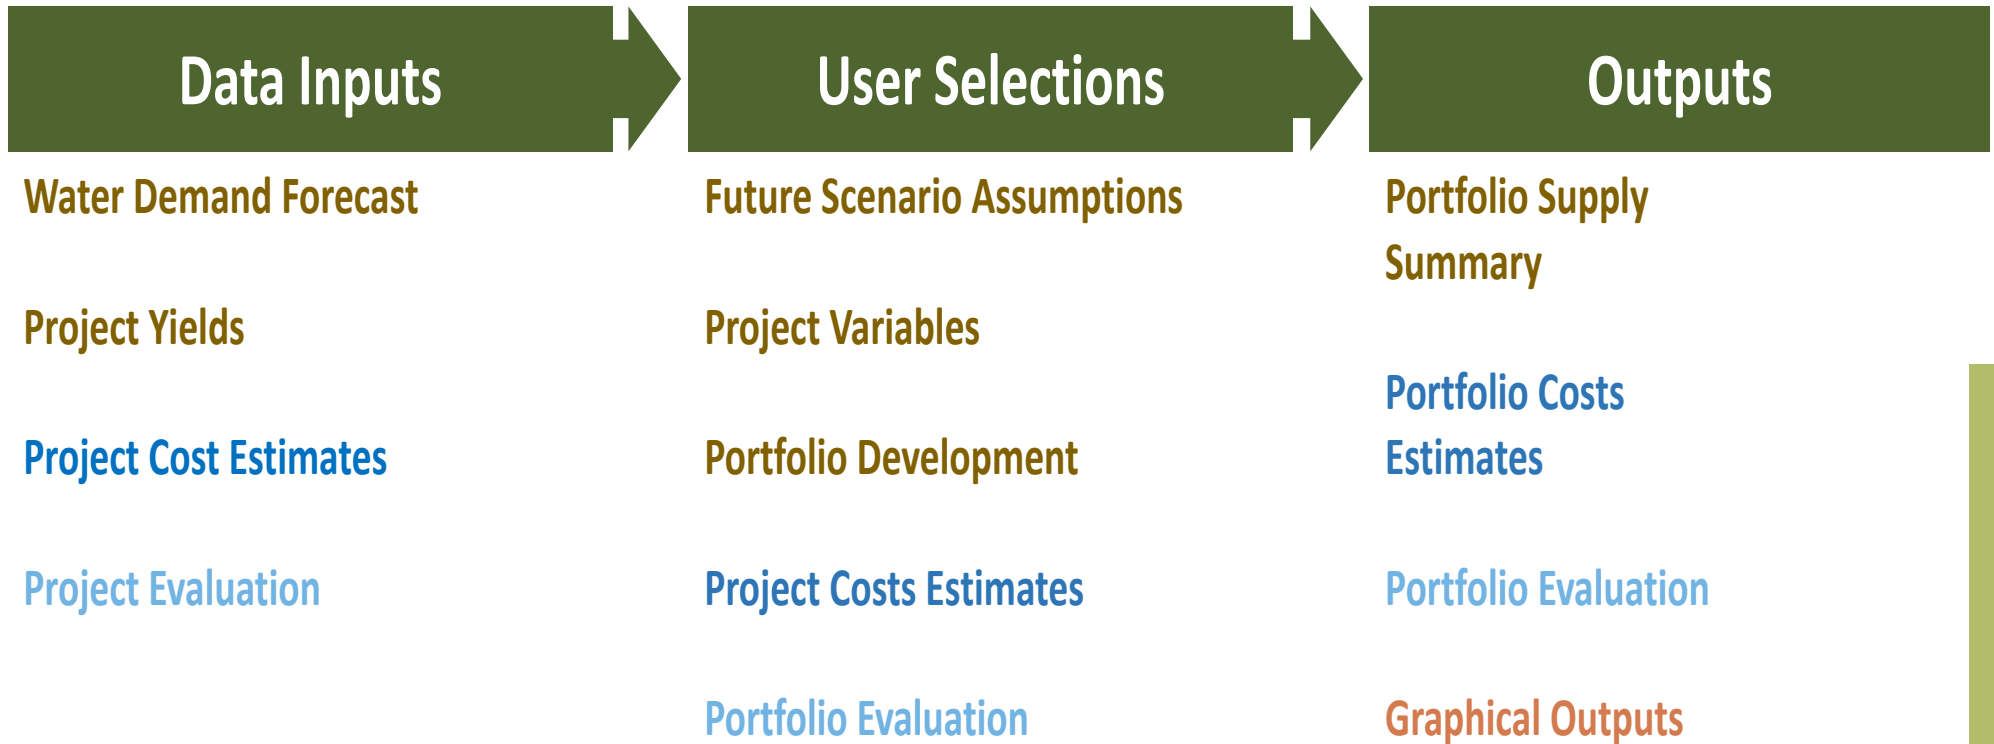 Data Inputs
User Selections
Outputs
Water Demand Forecast
Project Yields
Project Cost Estimates
Project Evaluation
Future Scenario Assumptions
Project Variables
Portfolio Development
Project Costs Estimates
Portfolio Evaluation
Portfolio Supply
Summary
Portfolio Costs
Estimates
Portfolio Evaluation
Graphical Outputs